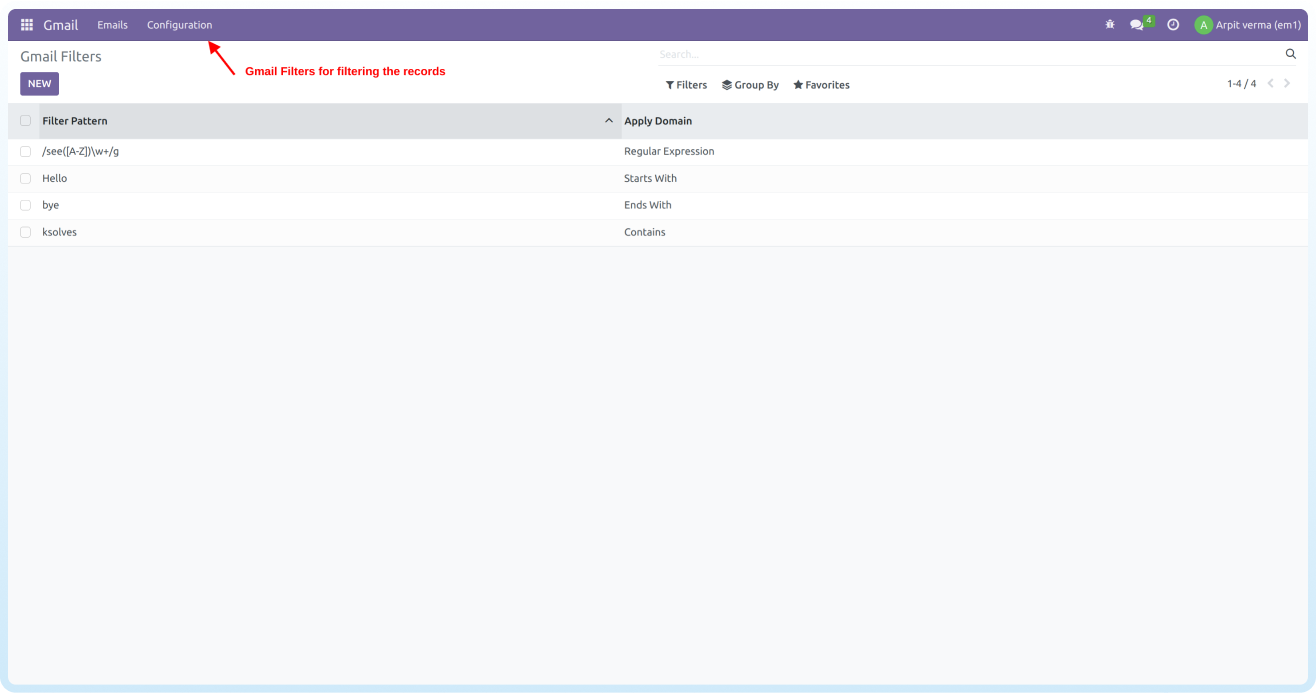 Gmail Emails Configuration 4 A Arpit verma (em1)
Gmail Filters Search...
Gmail Filters for filtering the records
NEW Filters Group By Favorites 1-4 / 4
Filter Pattern Apply Domain
/see([A-Z])\w+/g Regular Expression
Hello Starts With
bye Ends With
ksolves Contains